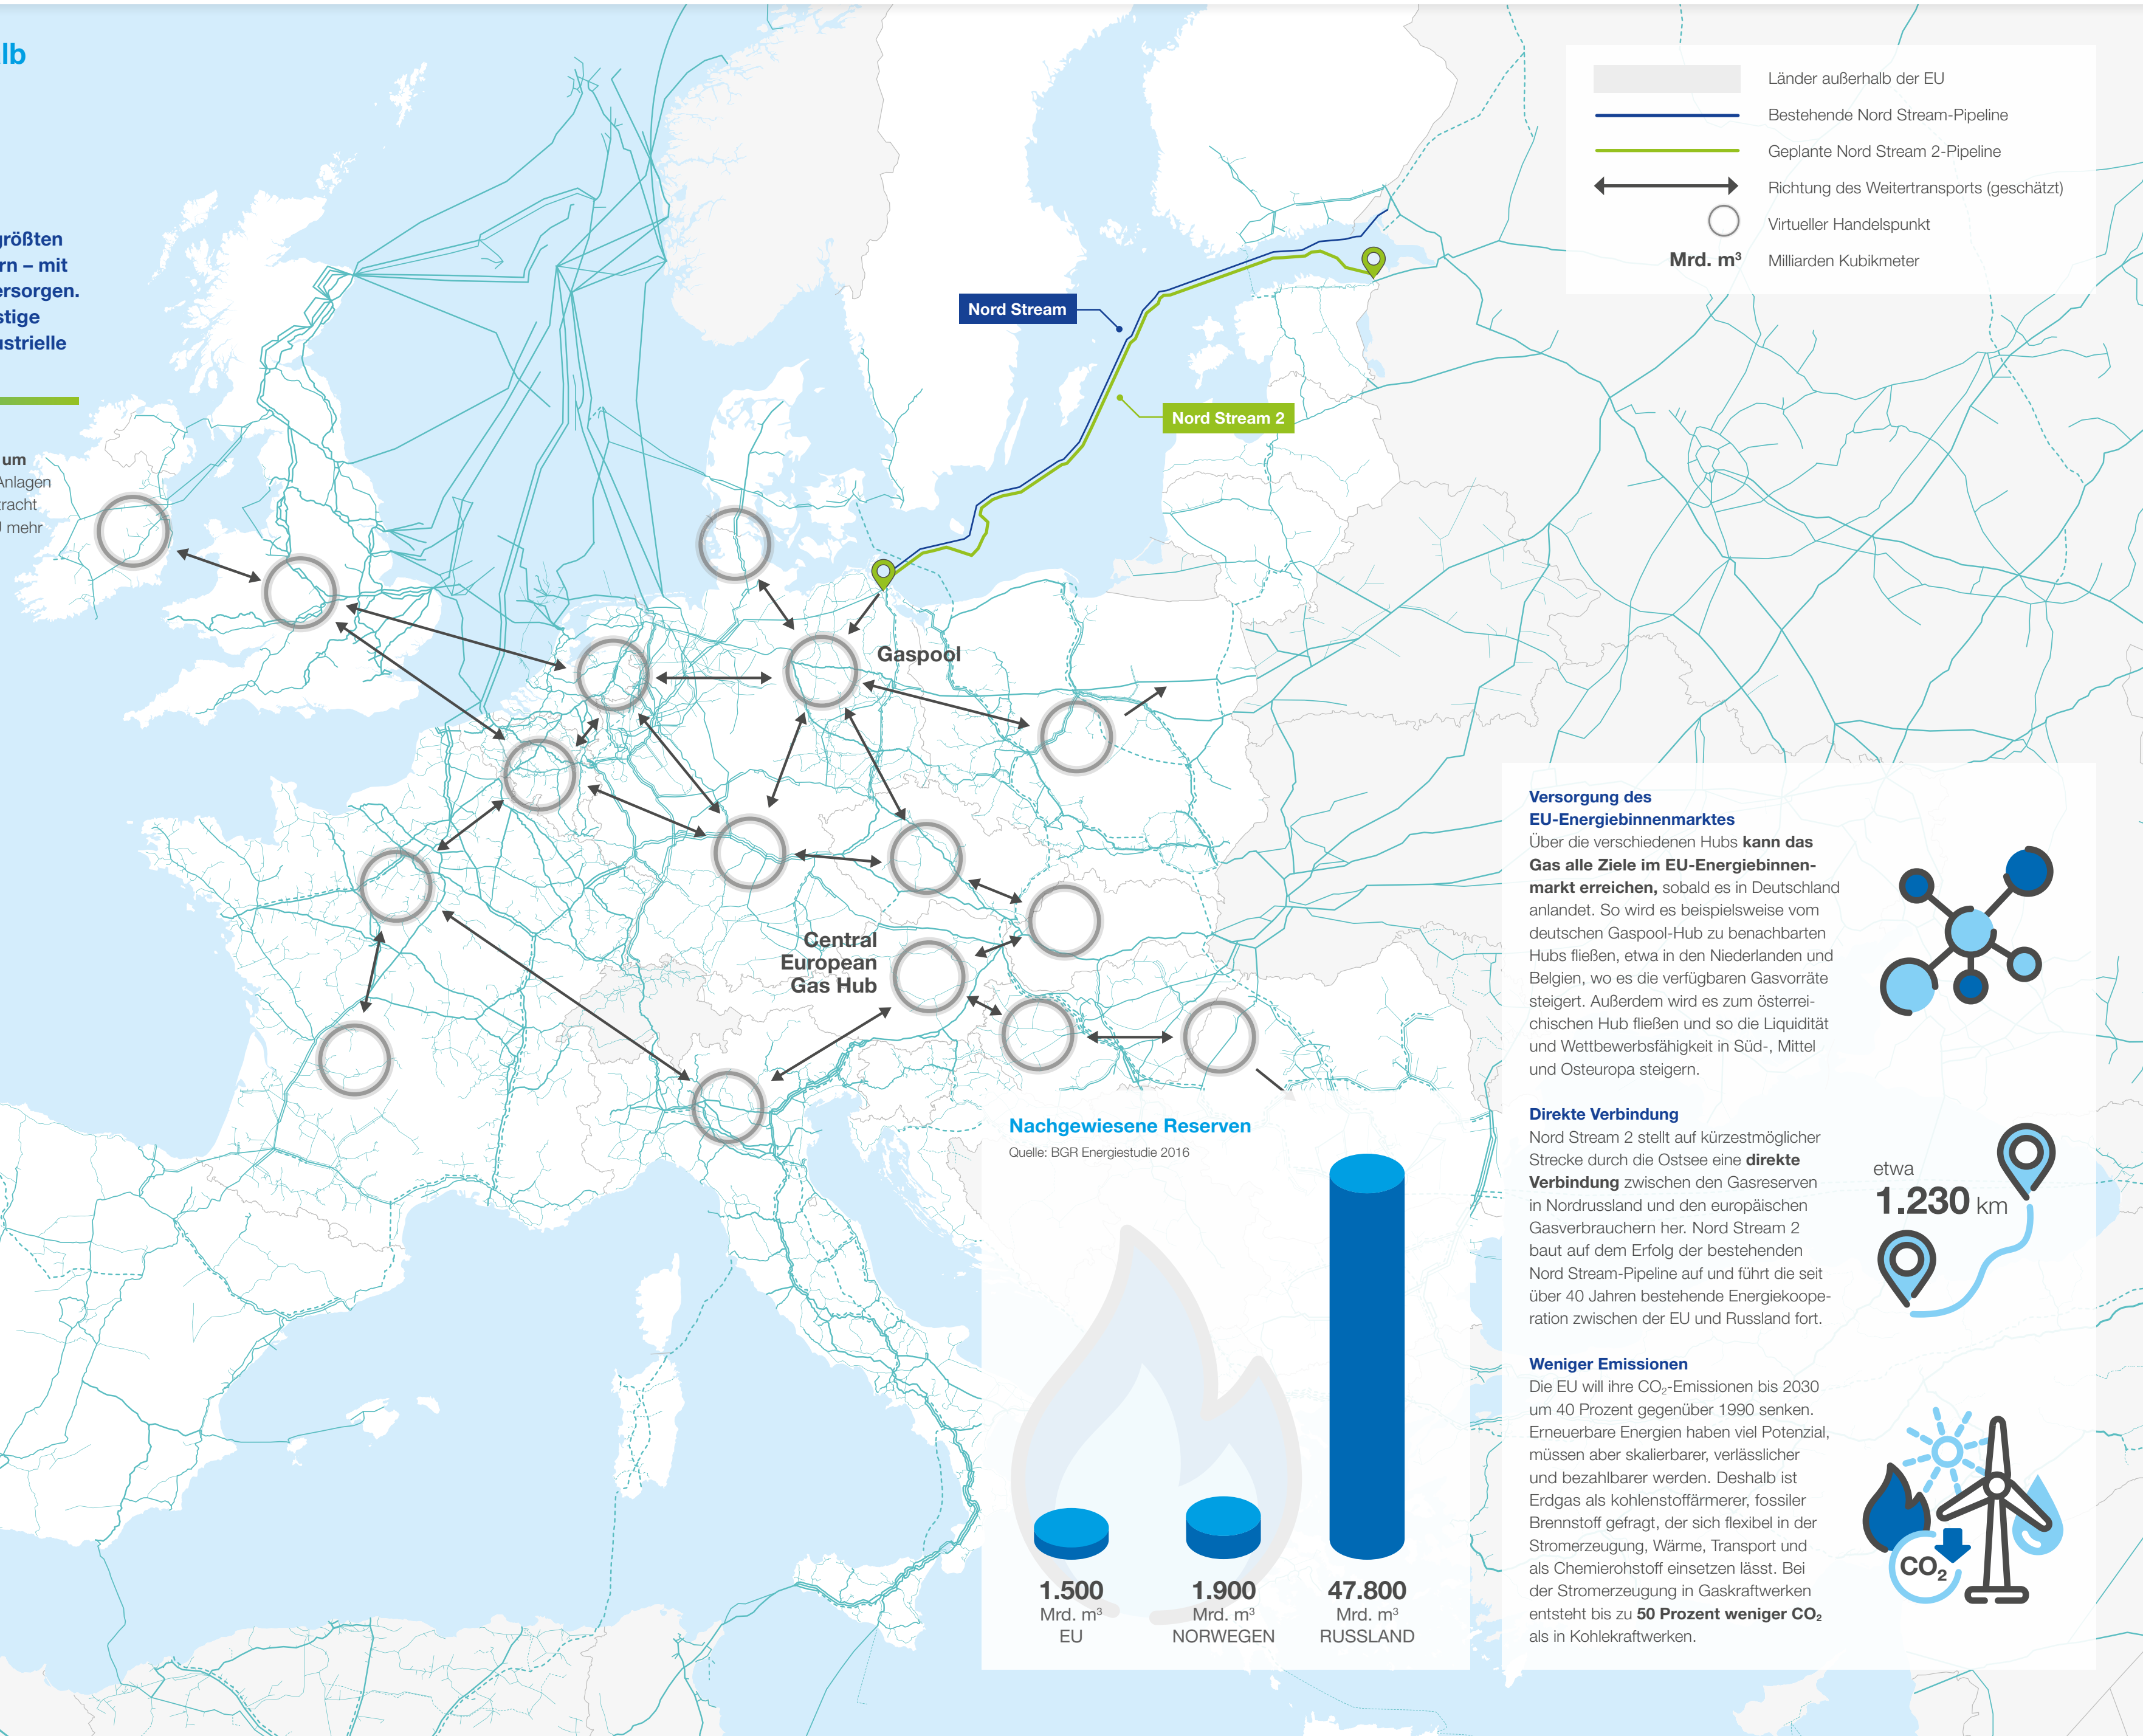 lb
größten
rn – mit
ersorgen.
stige
ustrielle
um
Anlagen
tracht
mehr
Länder außerhalb der EU
Bestehende Nord Stream-Pipeline
Geplante Nord Stream 2-Pipeline
Richtung des Weitertransports (geschätzt)
Virtueller Handelspunkt
Mrd. m³ Milliarden Kubikmeter
Nord Stream
Nord Stream 2
Gaspool
Central
European
Gas Hub
Nachgewiesene Reserven
Quelle: BGR Energiestudie 2016
1.500
Mrd. m³
EU
1.900
Mrd. m³
NORWEGEN
47.800
Mrd. m³
RUSSLAND
Versorgung des
EU-Energiebinnenmarktes
Über die verschiedenen Hubs kann das
Gas alle Ziele im EU-Energiebinnen-
markt erreichen, sobald es in Deutschland
anlandet. So wird es beispielsweise vom
deutschen Gaspool-Hub zu benachbarten
Hubs fließen, etwa in den Niederlanden und
Belgien, wo es die verfügbaren Gasvorräte
steigert. Außerdem wird es zum österrei-
chischen Hub fließen und so die Liquidität
und Wettbewerbsfähigkeit in Süd-, Mittel
und Osteuropa steigern.
Direkte Verbindung
Nord Stream 2 stellt auf kürzestmöglicher
Strecke durch die Ostsee eine direkte
Verbindung zwischen den Gasreserven
in Nordrussland und den europäischen
Gasverbrauchern her. Nord Stream 2
baut auf dem Erfolg der bestehenden
Nord Stream-Pipeline auf und führt die seit
über 40 Jahren bestehende Energiekoope-
ration zwischen der EU und Russland fort.
etwa
1.230 km
Weniger Emissionen
Die EU will ihre CO₂-Emissionen bis 2030
um 40 Prozent gegenüber 1990 senken.
Erneuerbare Energien haben viel Potenzial,
müssen aber skalierbarer, verlässlicher
und bezahlbarer werden. Deshalb ist
Erdgas als kohlenstoffärmerer, fossiler
Brennstoff gefragt, der sich flexibel in der
Stromerzeugung, Wärme, Transport und
als Chemierohstoff einsetzen lässt. Bei
der Stromerzeugung in Gaskraftwerken
entsteht bis zu 50 Prozent weniger CO₂
als in Kohlekraftwerken.
CO₂